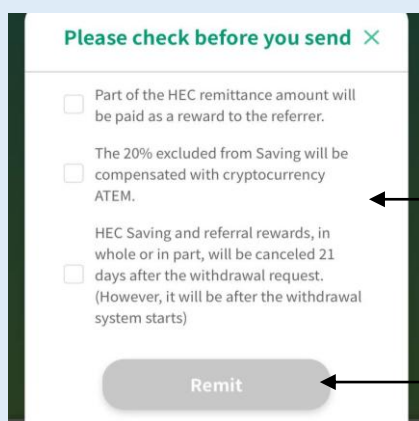 Please check before you send ×
Part of the HEC remittance amount will
be paid as a reward to the referrer.
The 20% excluded from Saving will be
compensated with cryptocurrency
ATEM.
HEC Saving and referral rewards, in
whole or in part, will be canceled 21
days after the withdrawal request.
(However, it will be after the withdrawal
system starts)
Remit